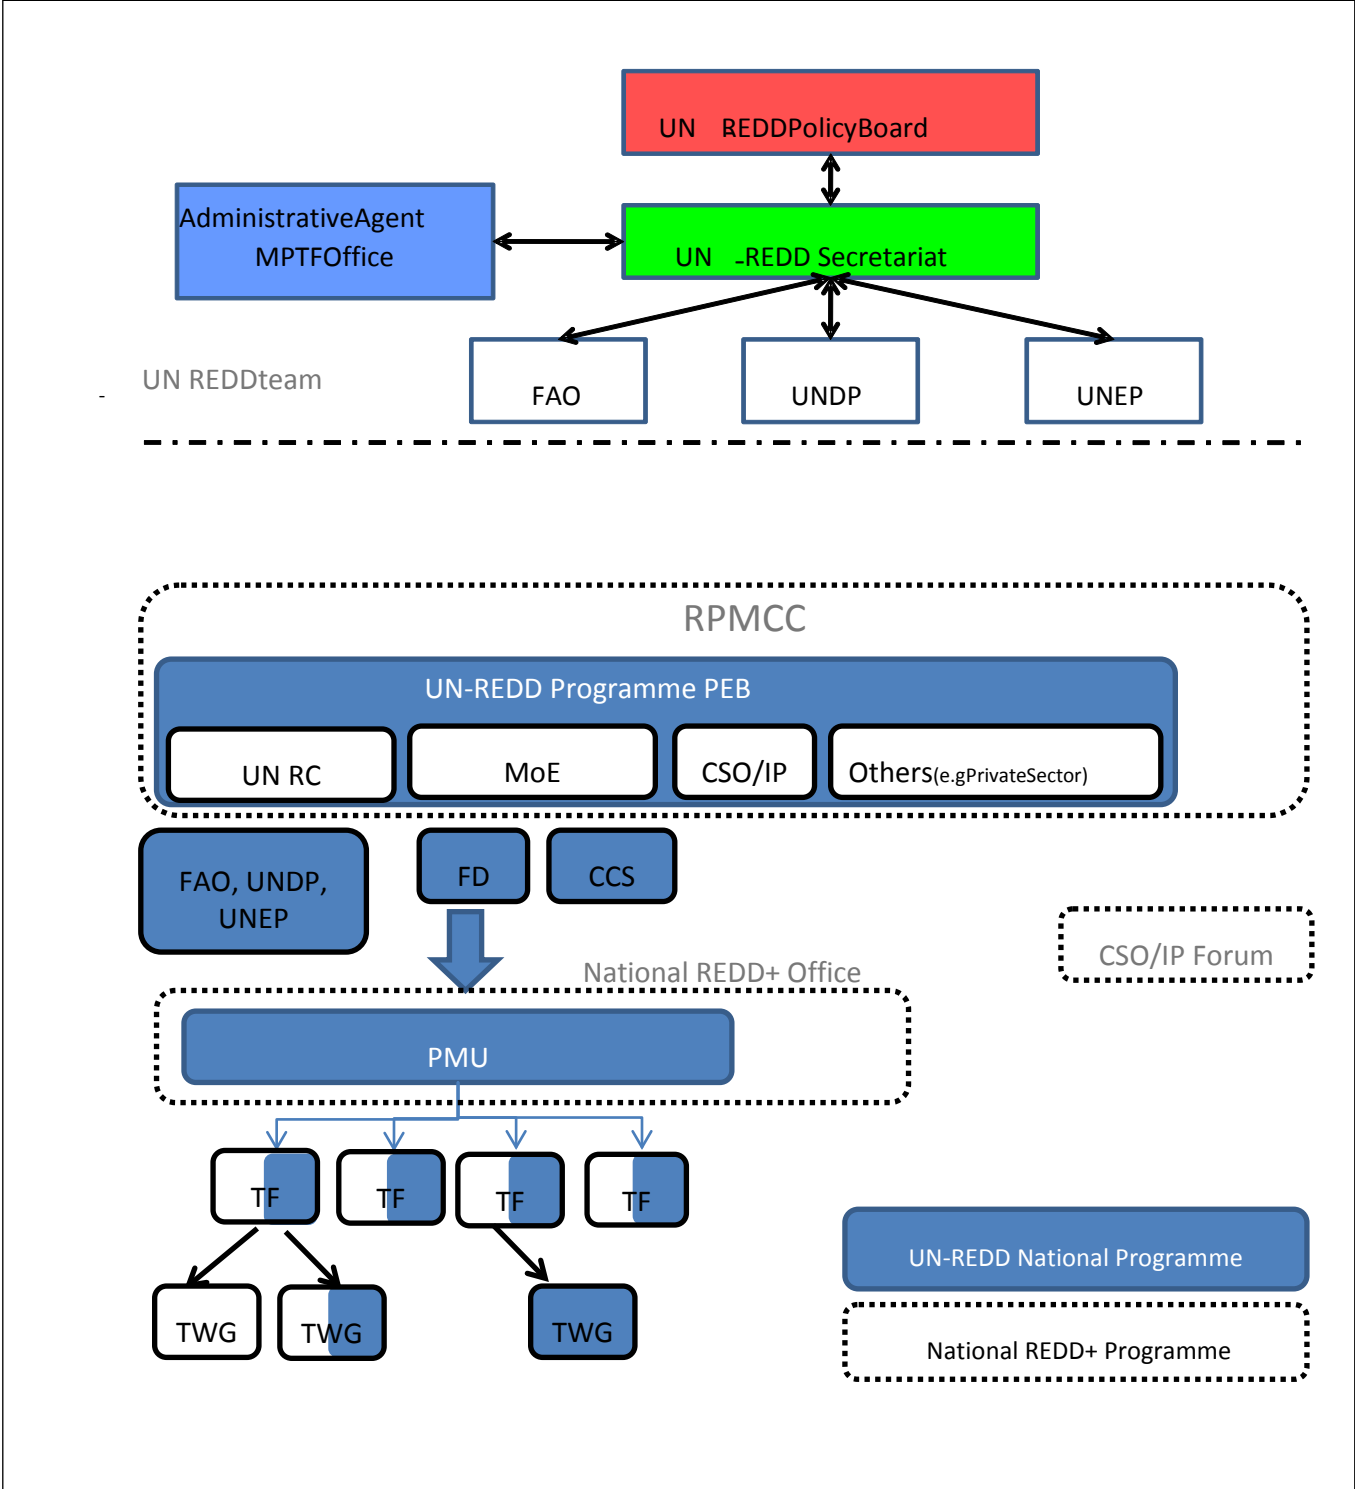 UN -REDDPolicyBoard
AdministrativeAgent
MPTFOffice
UN -REDD Secretariat
UN REDDteam
-
FAO
UNDP
UNEP
RPMCC
UN-REDD Programme PEB
UN RC
MoE
CSO/IP
Others(e.gPrivateSector)
FAO, UNDP,
UNEP
FD
CCS
CSO/IP Forum
National REDD+ Office
PMU
TF
TF
TF
TF
TWG
TWG
TWG
UN-REDD National Programme
National REDD+ Programme